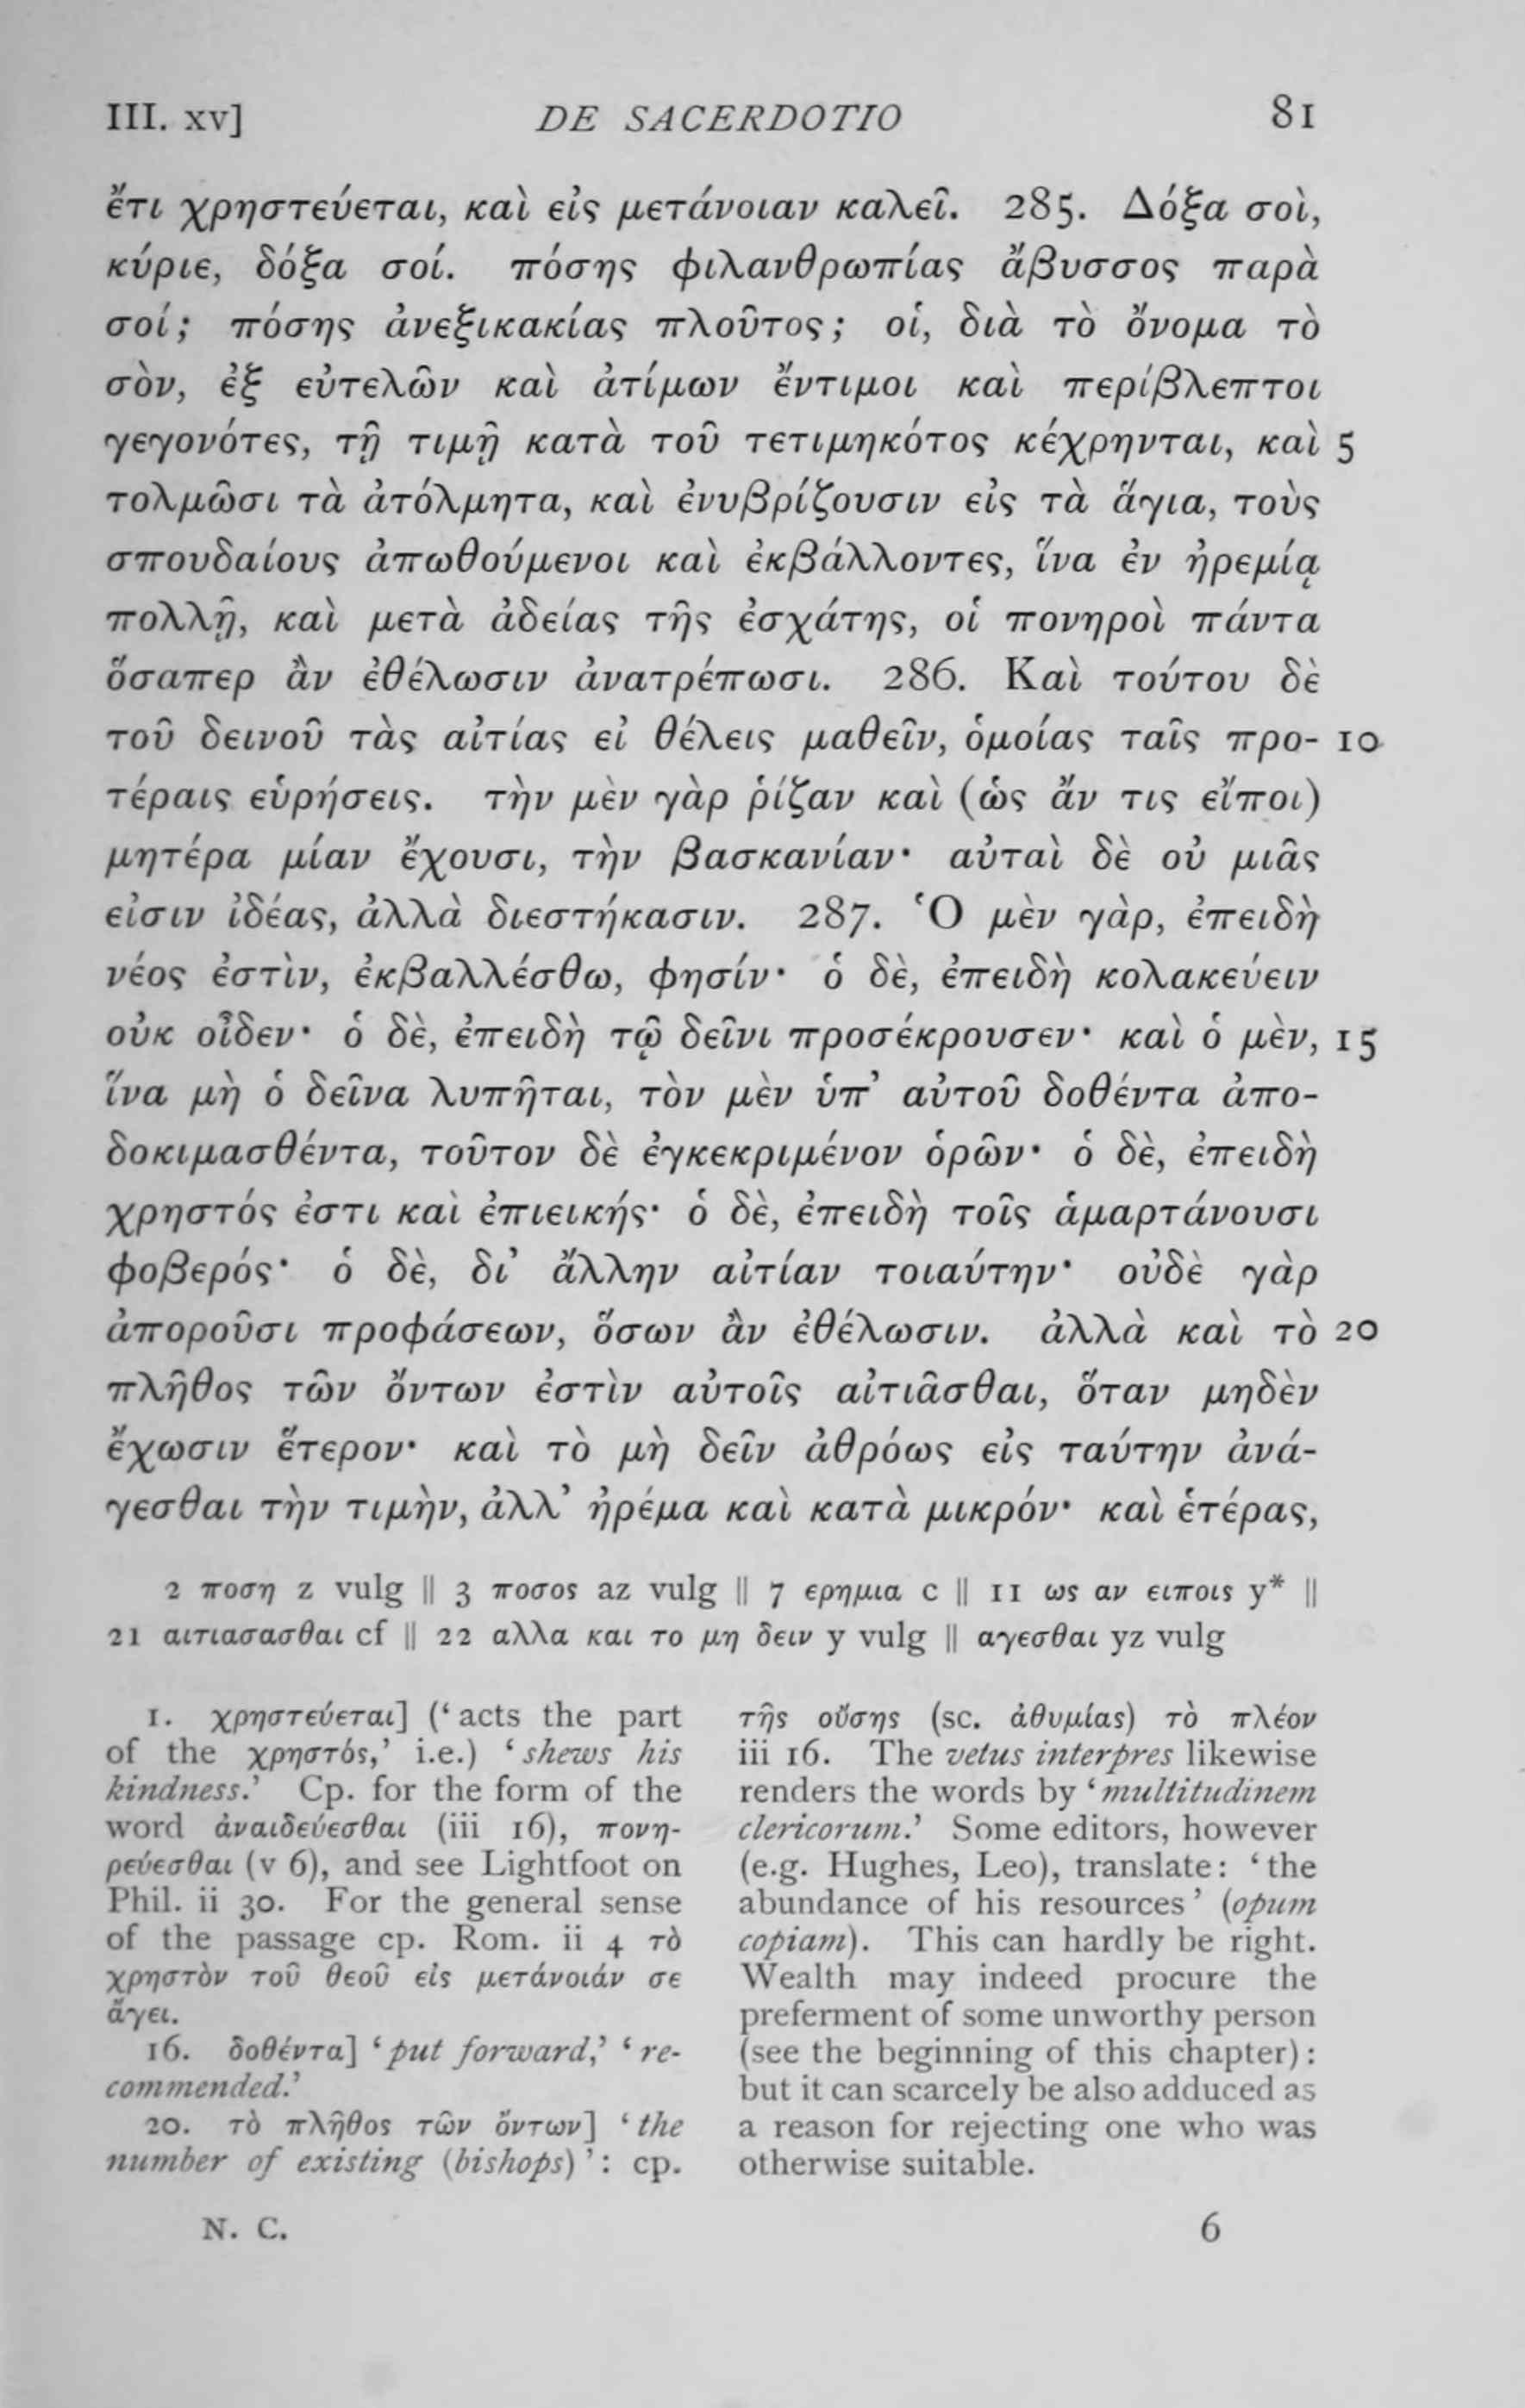 III. xv] DE SACERDOTIO 81
ἔτι χρηστεύεται, καὶ εἰς μετάνοιαν καλεῖ. 285. Δόξα σοὶ,
κύριε, δόξα σοί. πόσης φιλανθρωπίας ἄβυσσος παρὰ
σοί; πόσης ἀνεξικακίας πλοῦτος; οἱ, διὰ τὸ ὄνομα τὸ
σὸν, ἐξ εὐτελῶν καὶ ἀτίμων ἔντιμοι καὶ περίβλεπτοι
γεγονότες, τῇ τιμῇ κατὰ τοῦ τετιμηκότος κέχρηνται, καὶ 5
τολμῶσι τὰ ἀτόλμητα, καὶ ἐνυβρίζουσιν εἰς τὰ ἅγια, τοὺς
σπουδαίους ἀπωθούμενοι καὶ ἐκβάλλοντες, ἵνα ἐν ἠρεμίᾳ
πολλῇ, καὶ μετὰ ἀδείας τῆς ἐσχάτης, οἱ πονηροὶ πάντα
ὅσαπερ ἂν ἐθέλωσιν ἀνατρέπωσι. 286. Καὶ τούτου δὲ
τοῦ δεινοῦ τὰς αἰτίας εἰ θέλεις μαθεῖν, ὁμοίας ταῖς προ- 10
τέραις εὑρήσεις. τὴν μὲν γὰρ ῥίζαν καὶ (ὡς ἄν τις εἴποι)
μητέρα μίαν ἔχουσι, τὴν βασκανίαν· αὐταὶ δὲ οὐ μιᾶς
εἰσιν ἰδέας, ἀλλὰ διεστήκασιν. 287. Ὁ μὲν γὰρ, ἐπειδὴ
νέος ἐστὶν, ἐκβαλλέσθω, φησίν· ὁ δὲ, ἐπειδὴ κολακεύειν
οὐκ οἶδεν· ὁ δὲ, ἐπειδὴ τῷ δεῖνι προσέκρουσεν· καὶ ὁ μὲν, 15
ἵνα μὴ ὁ δεῖνα λυπῆται, τὸν μὲν ὑπ’ αὐτοῦ δοθέντα ἀπο-
δοκιμασθέντα, τοῦτον δὲ ἐγκεκριμένον ὁρῶν· ὁ δὲ, ἐπειδὴ
χρηστός ἐστι καὶ ἐπιεικής· ὁ δὲ, ἐπειδὴ τοῖς ἁμαρτάνουσι
φοβερός· ὁ δὲ, δι’ ἄλλην αἰτίαν τοιαύτην· οὐδὲ γὰρ
ἀποροῦσι προφάσεων, ὅσων ἂν ἐθέλωσιν. ἀλλὰ καὶ τὸ 20
πλῆθος τῶν ὄντων ἐστὶν αὐτοῖς αἰτιᾶσθαι, ὅταν μηδὲν
ἔχωσιν ἕτερον· καὶ τὸ μὴ δεῖν ἀθρόως εἰς ταύτην ἀνά-
γεσθαι τὴν τιμὴν, ἀλλ’ ἠρέμα καὶ κατὰ μικρόν· καὶ ἑτέρας,
2 ποση z vulg || 3 ποσος az vulg || 7 ερημια c || 11 ως αν ειποις y* ||
21 αιτιασασθαι cf || 22 αλλα και το μη δειν y vulg || αγεσθαι yz vulg
1. χρηστεύεται] (‘acts the part
of the χρηστός,’ i.e.) ‘shews his
kindness.’ Cp. for the form of the
word ἀναιδεύεσθαι (iii 16), πονη-
ρεύεσθαι (v 6), and see Lightfoot on
Phil. ii 30. For the general sense
of the passage cp. Rom. ii 4 τὸ
χρηστὸν τοῦ θεοῦ εἰς μετάνοιάν σε
ἄγει.
16. δοθέντα] ‘put forward,’ ‘re-
commended.’
20. τὸ πλῆθος τῶν ὄντων] ‘the
number of existing (bishops)’: cp.
τῆς οὔσης (sc. ἀθυμίας) τὸ πλέον
iii 16. The vetus interpres likewise
renders the words by ‘multitudinem
clericorum.’ Some editors, however
(e.g. Hughes, Leo), translate: ‘the
abundance of his resources’ (opum
copiam). This can hardly be right.
Wealth may indeed procure the
preferment of some unworthy person
(see the beginning of this chapter):
but it can scarcely be also adduced as
a reason for rejecting one who was
otherwise suitable.
N. C. 6